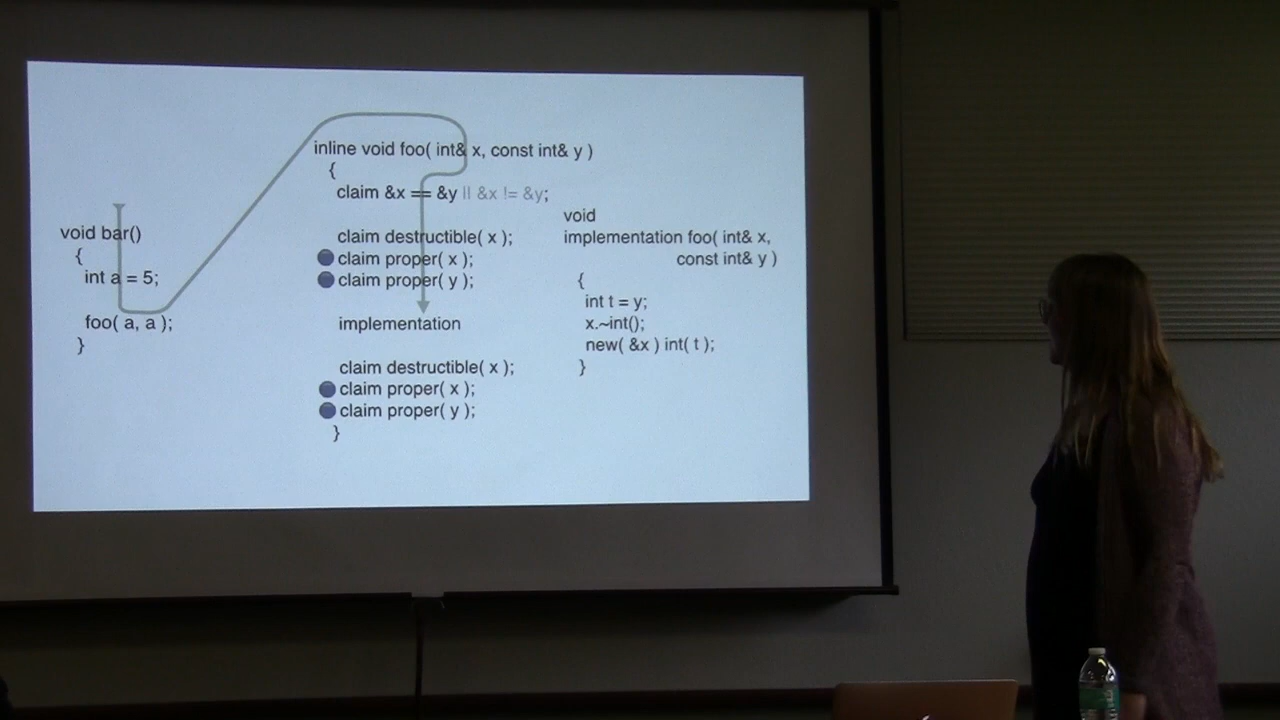 void bar()
{
int a = 5;
foo( a, a );
}
inline void foo( int& x, const int& y )
{
claim &x == &y || &x != &y;
claim destructible( x );
claim proper( x );
claim proper( y );
implementation
claim destructible( x );
claim proper( x );
claim proper( y );
}
void
implementation foo( int& x,
const int& y )
{
int t = y;
x.~int();
new( &x ) int( t );
}